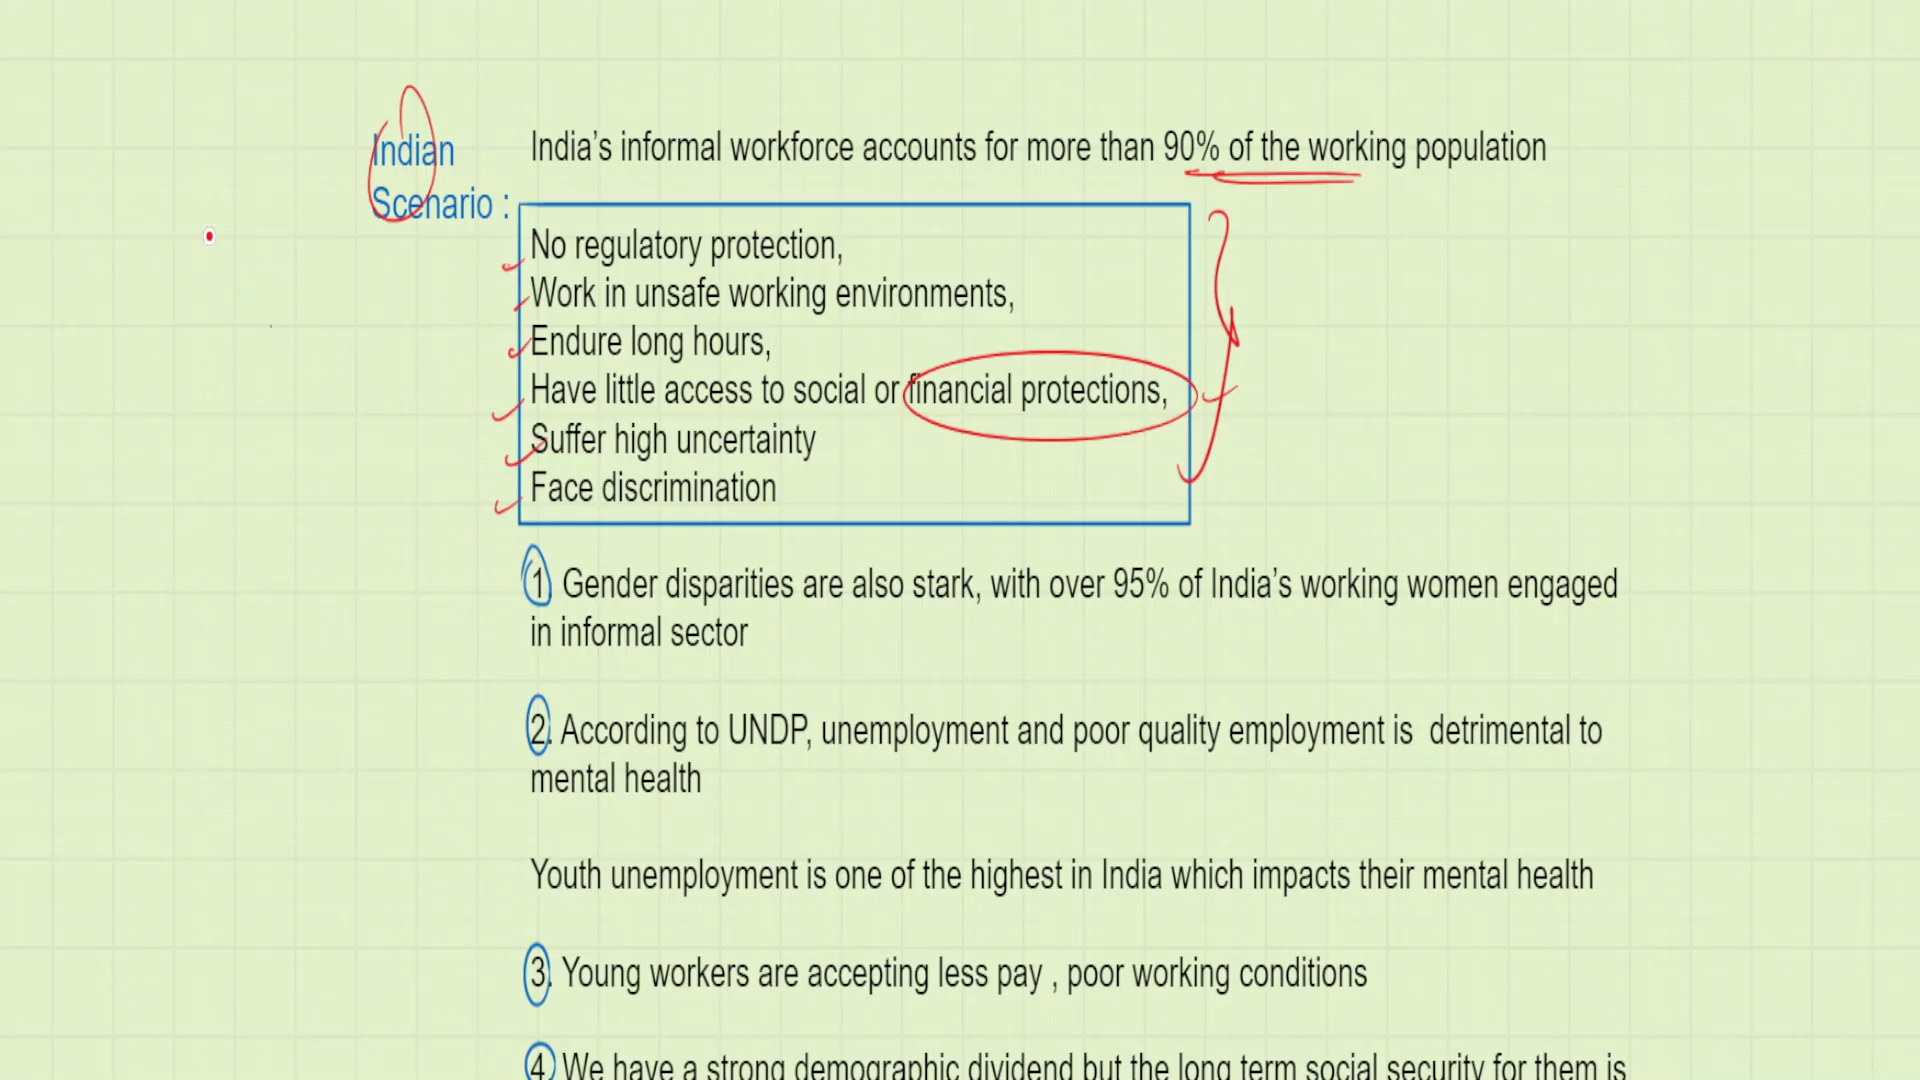 Indian
Scenario :
India’s informal workforce accounts for more than 90% of the working population
No regulatory protection,
Work in unsafe working environments,
Endure long hours,
Have little access to social or financial protections,
Suffer high uncertainty
Face discrimination
1. Gender disparities are also stark, with over 95% of India’s working women engaged
in informal sector
2. According to UNDP, unemployment and poor quality employment is detrimental to
mental health
Youth unemployment is one of the highest in India which impacts their mental health
3. Young workers are accepting less pay , poor working conditions
4. We have a strong demographic dividend but the long term social security for them is